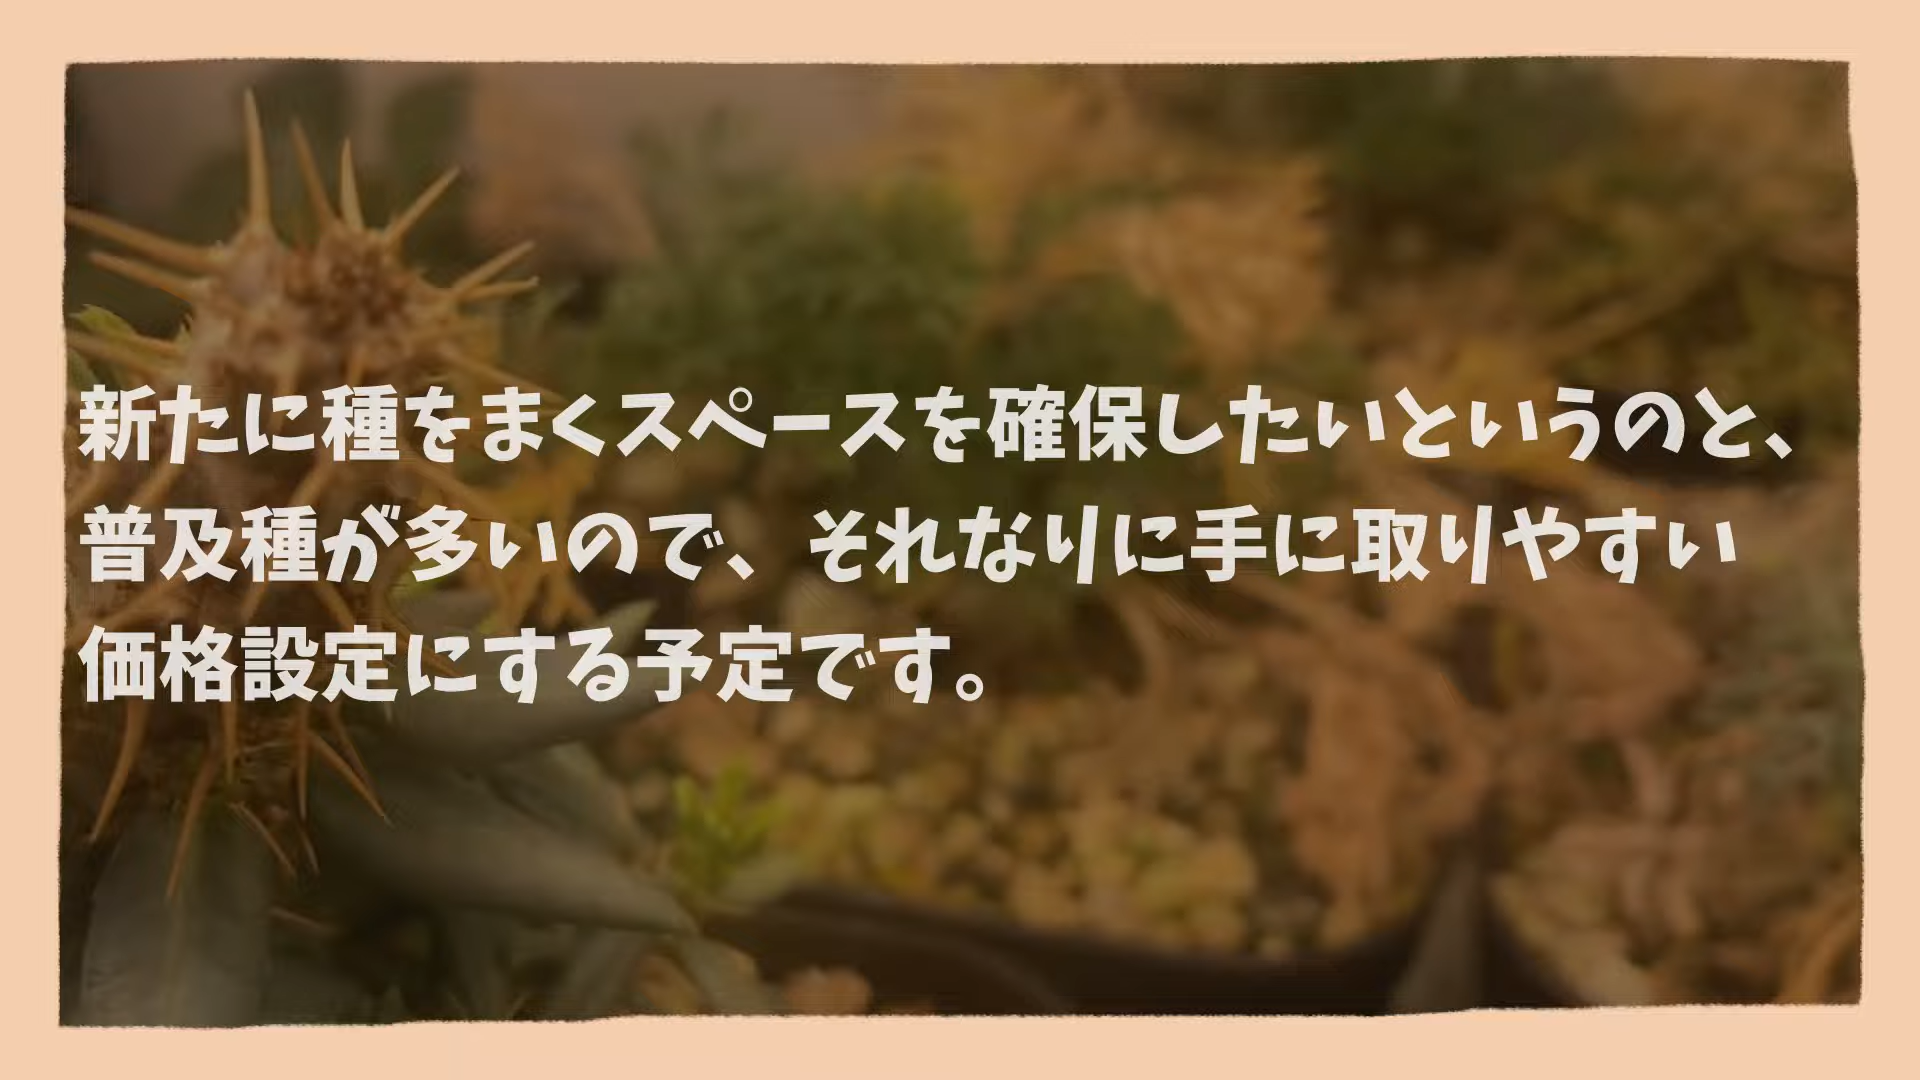 新たに種をまくスペースを確保したいというのと、
普及種が多いので、それなりに手に取りやすい
価格設定にする予定です。